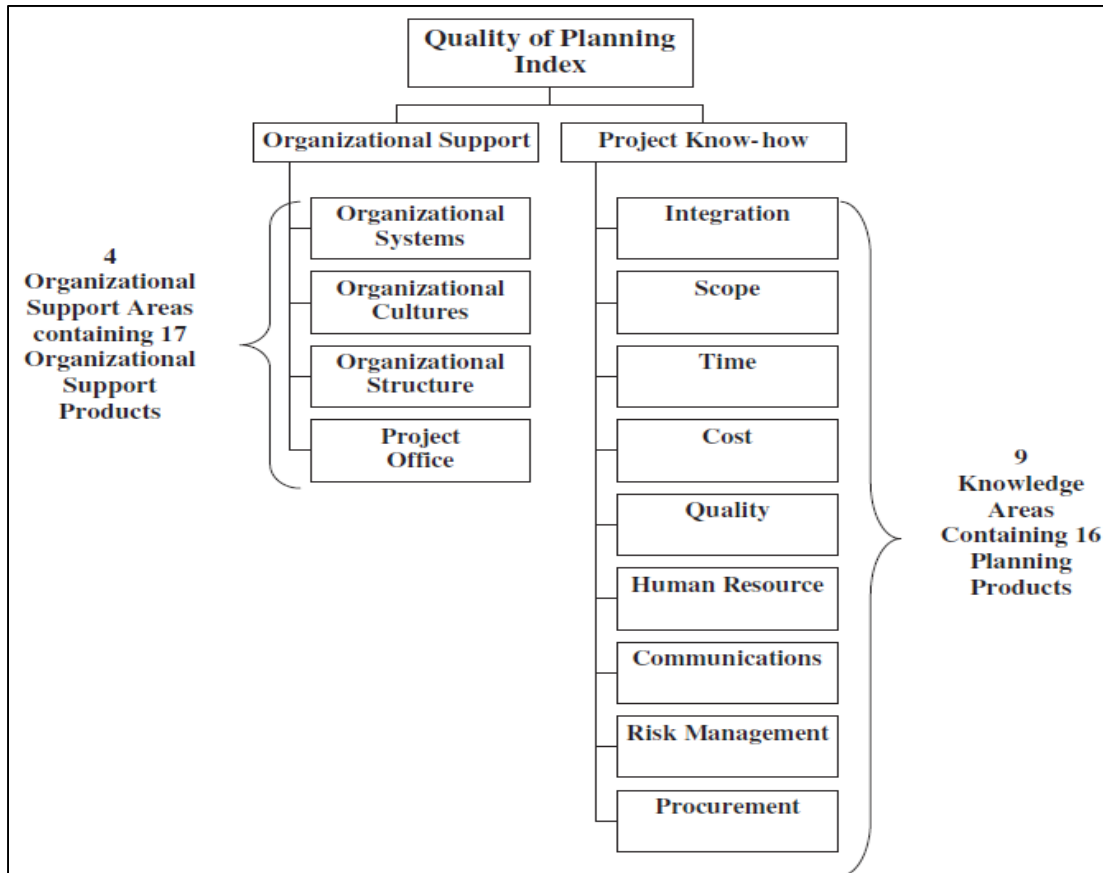 Quality of Planning
Index
Organizational Support
Project Know-how
4
Organizational
Support Areas
containing 17
Organizational
Support
Products
Organizational
Systems
Organizational
Cultures
Organizational
Structure
Project
Office
Integration
Scope
Time
Cost
Quality
Human Resource
Communications
Risk Management
Procurement
9
Knowledge
Areas
Containing 16
Planning
Products